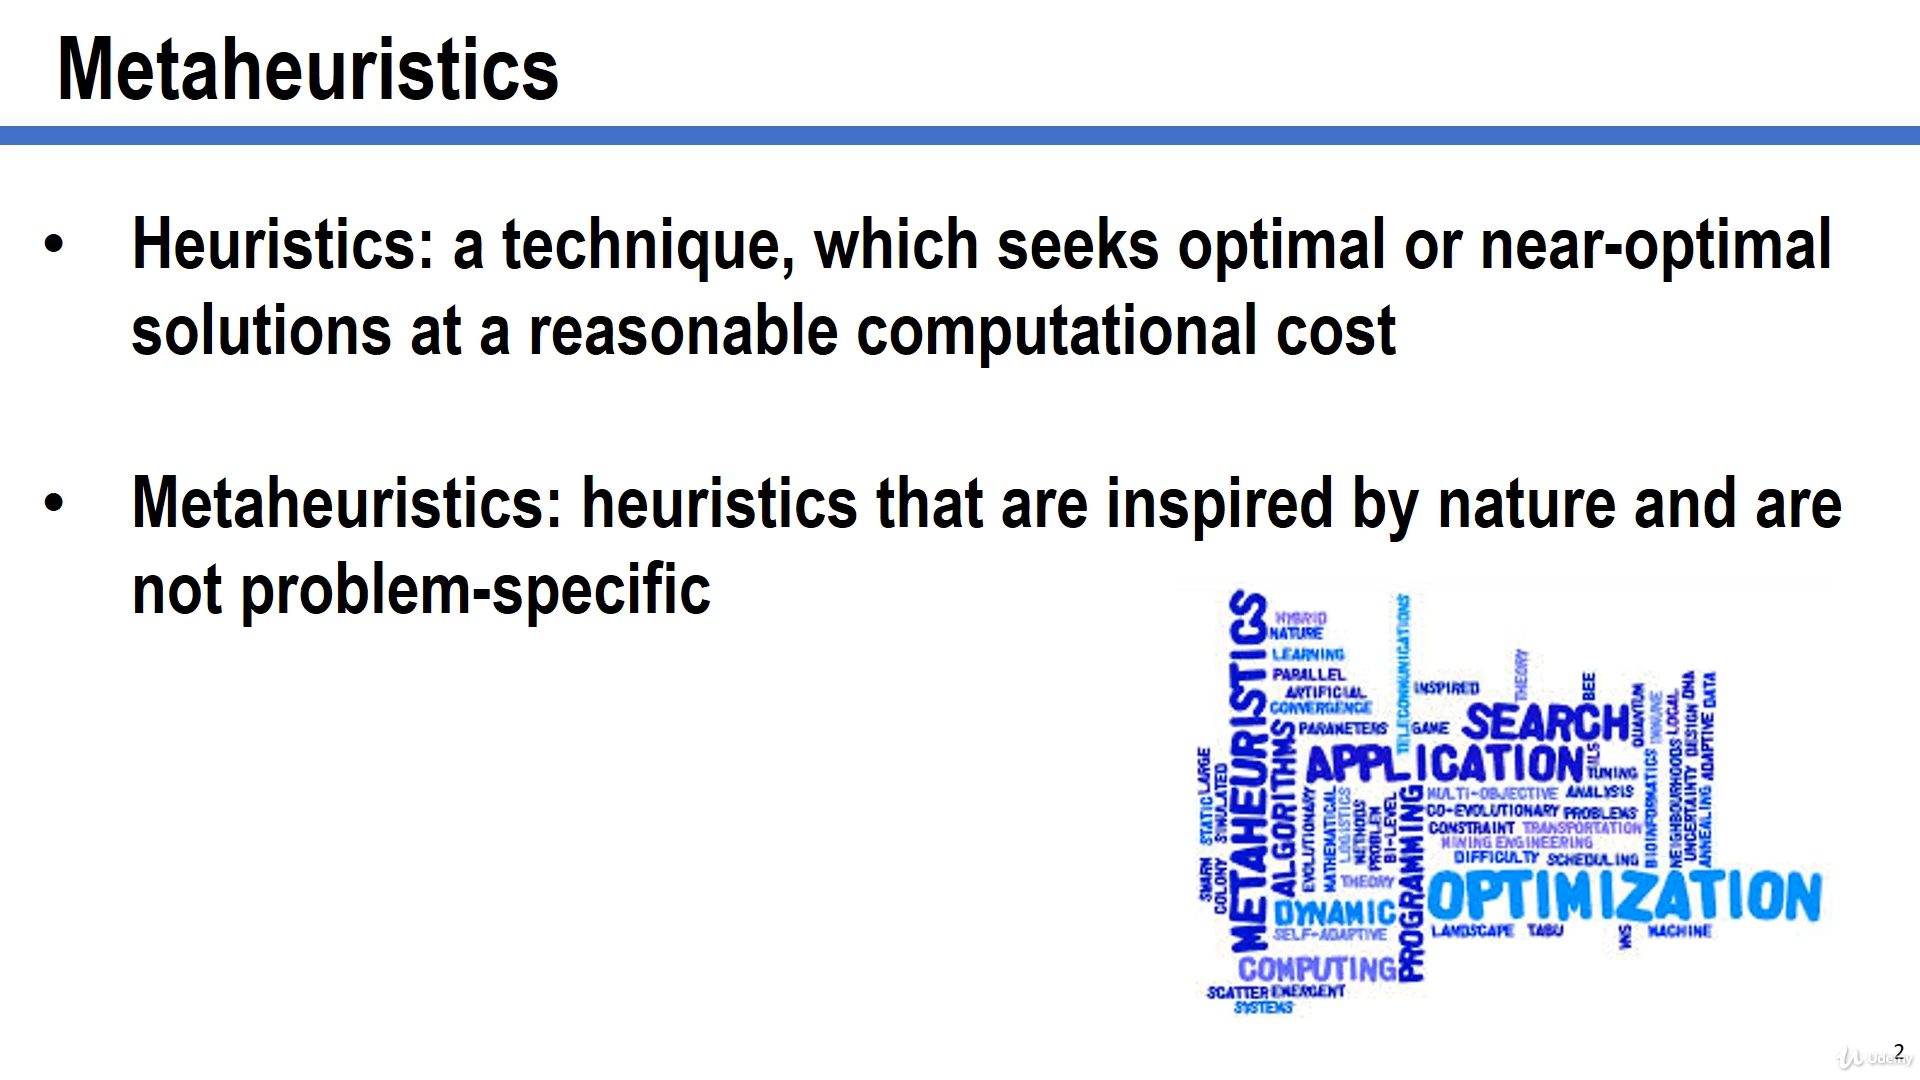 Metaheuristics
• Heuristics: a technique, which seeks optimal or near-optimal
solutions at a reasonable computational cost
• Metaheuristics: heuristics that are inspired by nature and are
not problem-specific
METAHEURISTICS
HYBRID
NATURE
LEARNING
PARALLEL
ARTIFICIAL
CONVERGENCE
PARAMETERS
TELECOMMUNICATIONS
INSPIRED
GAME
THEORY
SEARCH
BEE
QUANTUM
IMMUNE
LOCAL
DNA
DESIGN
DATA
APPLICATION
ALS
TUNING
LARGE
STATIC
SIMULATED
ALGORITHMS
EVOLUTIONARY
MATHEMATICAL
LOGISTICS
METHODS
PROBLEM
BI-LEVEL
PROGRAMMING
MULTI-OBJECTIVE
ANALYSIS
CO-EVOLUTIONARY
PROBLEMS
CONSTRAINT
TRANSPORTATION
MINING ENGINEERING
DIFFICULTY
SCHEDULING
BIOINFORMATICS
NEIGHBOURHOODS
UNCERTAINTY
ANNEALING
ADAPTIVE
SWARM
COLONY
THEORY
DYNAMIC
SELF-ADAPTIVE
OPTIMIZATION
LANDSCAPE
TABU
VNS
MACHINE
COMPUTING
SCATTER
EMERGENT
SYSTEMS
2
Udemy